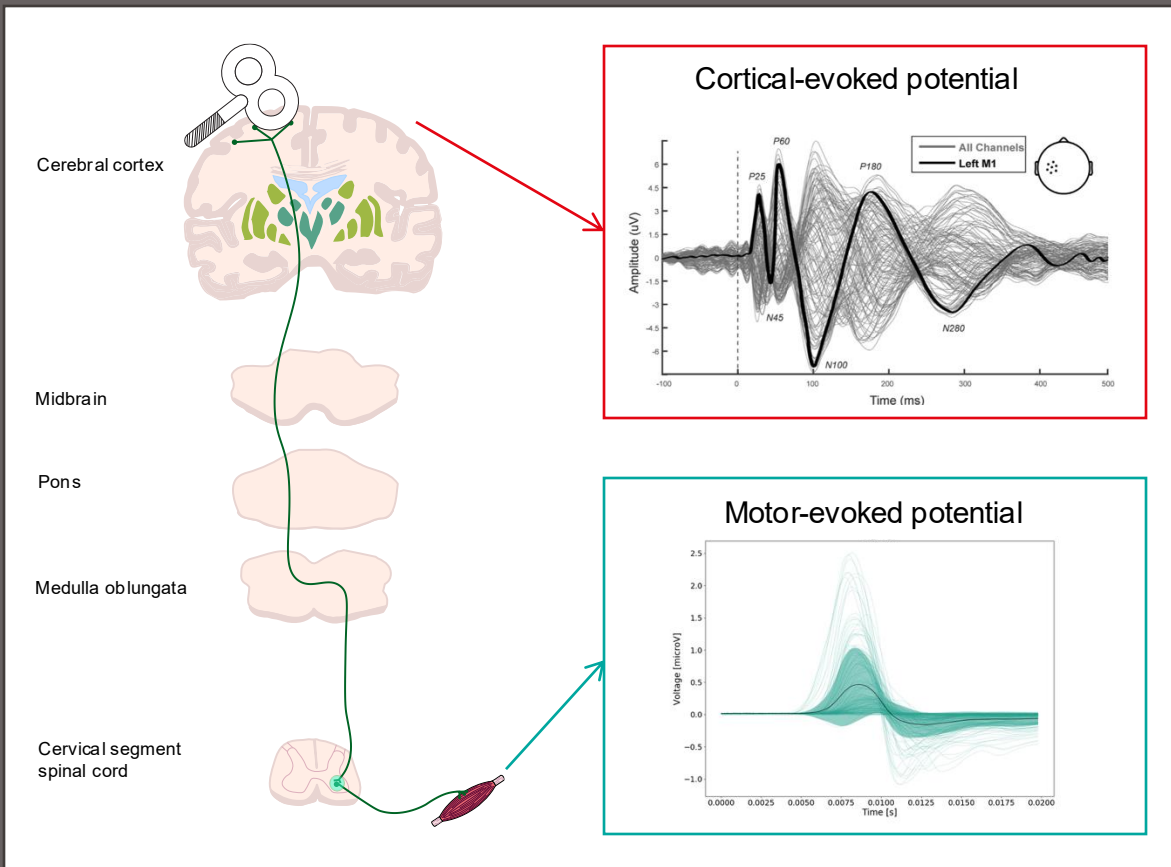 Cerebral cortex
Midbrain
Pons
Medulla oblungata
Cervical segment
spinal cord
Cortical-evoked potential
All Channels
Left M1
P25
P60
P180
N45
N100
N280
Amplitude (uV)
6
4.5
3
1.5
0
-1.5
-3
-4.5
-6
-100
0
100
200
300
400
500
Time (ms)
Motor-evoked potential
Voltage [microV]
2.5
2.0
1.5
1.0
0.5
0.0
−0.5
−1.0
0.0000
0.0025
0.0050
0.0075
0.0100
0.0125
0.0150
0.0175
0.0200
Time [s]